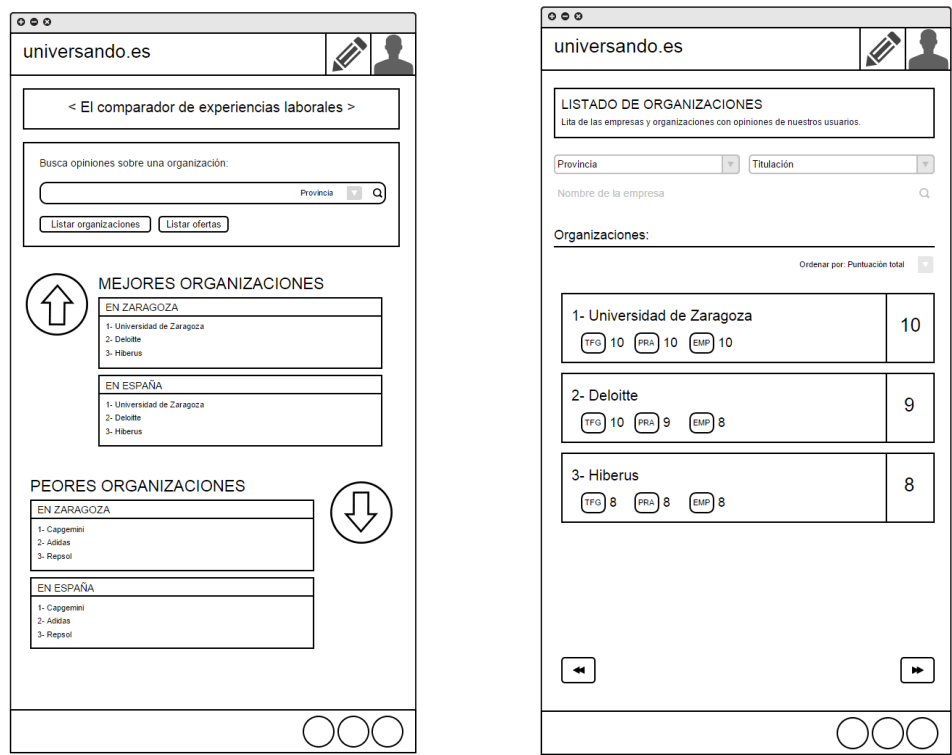 universando.es
< El comparador de experiencias laborales >
Busca opiniones sobre una organización:
Provincia
Listar organizaciones
Listar ofertas
MEJORES ORGANIZACIONES
EN ZARAGOZA
1- Universidad de Zaragoza
2- Deloitte
3- Hiberus
EN ESPAÑA
1- Universidad de Zaragoza
2- Deloitte
3- Hiberus
PEORES ORGANIZACIONES
EN ZARAGOZA
1- Capgemini
2- Adidas
3- Repsol
EN ESPAÑA
1- Capgemini
2- Adidas
3- Repsol
universando.es
LISTADO DE ORGANIZACIONES
Lita de las empresas y organizaciones con opiniones de nuestros usuarios.
Provincia
Titulación
Nombre de la empresa
Organizaciones:
Ordenar por: Puntuación total
1- Universidad de Zaragoza
TFG 10 PRA 10 EMP 10
10
2- Deloitte
TFG 10 PRA 9 EMP 8
9
3- Hiberus
TFG 8 PRA 8 EMP 8
8